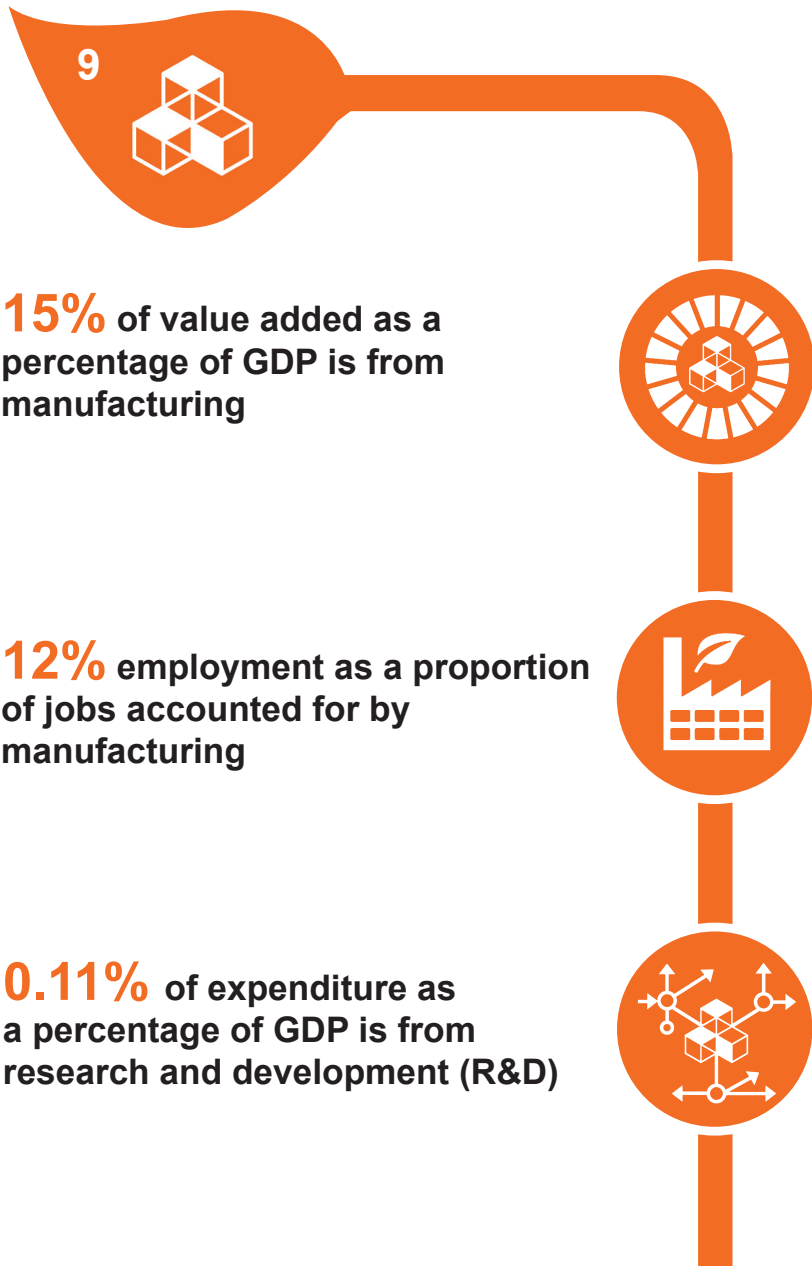 9
15% of value added as a
percentage of GDP is from
manufacturing
12% employment as a proportion
of jobs accounted for by
manufacturing
0.11% of expenditure as
a percentage of GDP is from
research and development (R&D)